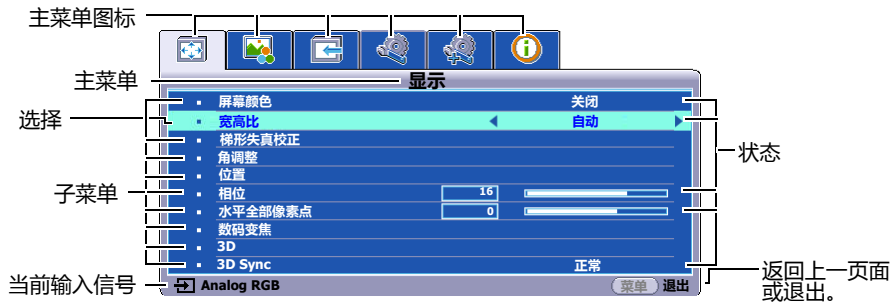 主菜单图标
主菜单
显示
屏幕颜色 关闭
选择
宽高比 自动
梯形失真校正
角调整
状态
位置
子菜单
相位 16
水平全部像素点 0
数码变焦
3D
3D Sync 正常
当前输入信号
Analog RGB
菜单 退出
返回上一页面
或退出。